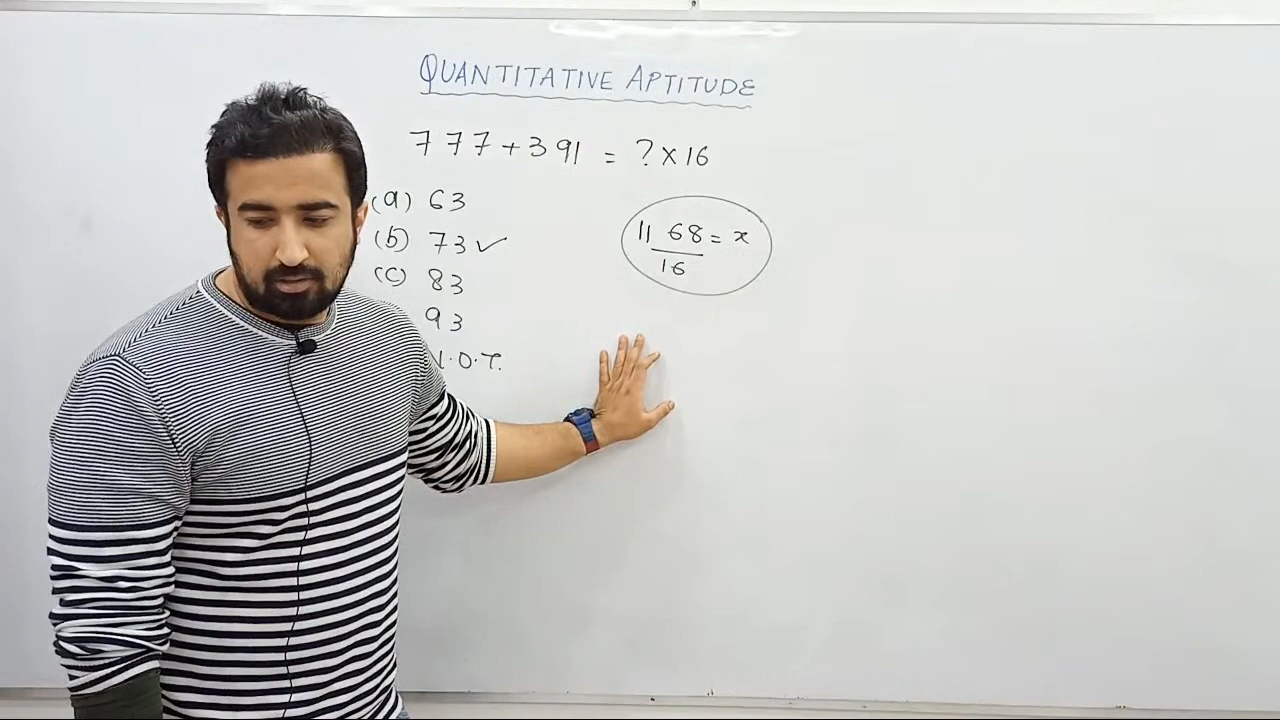 QUANTITATIVE APTITUDE
777+391 = ?×16
(a) 63
(b) 73✓
(c) 83
93
N.O.T.
1168 = x
16